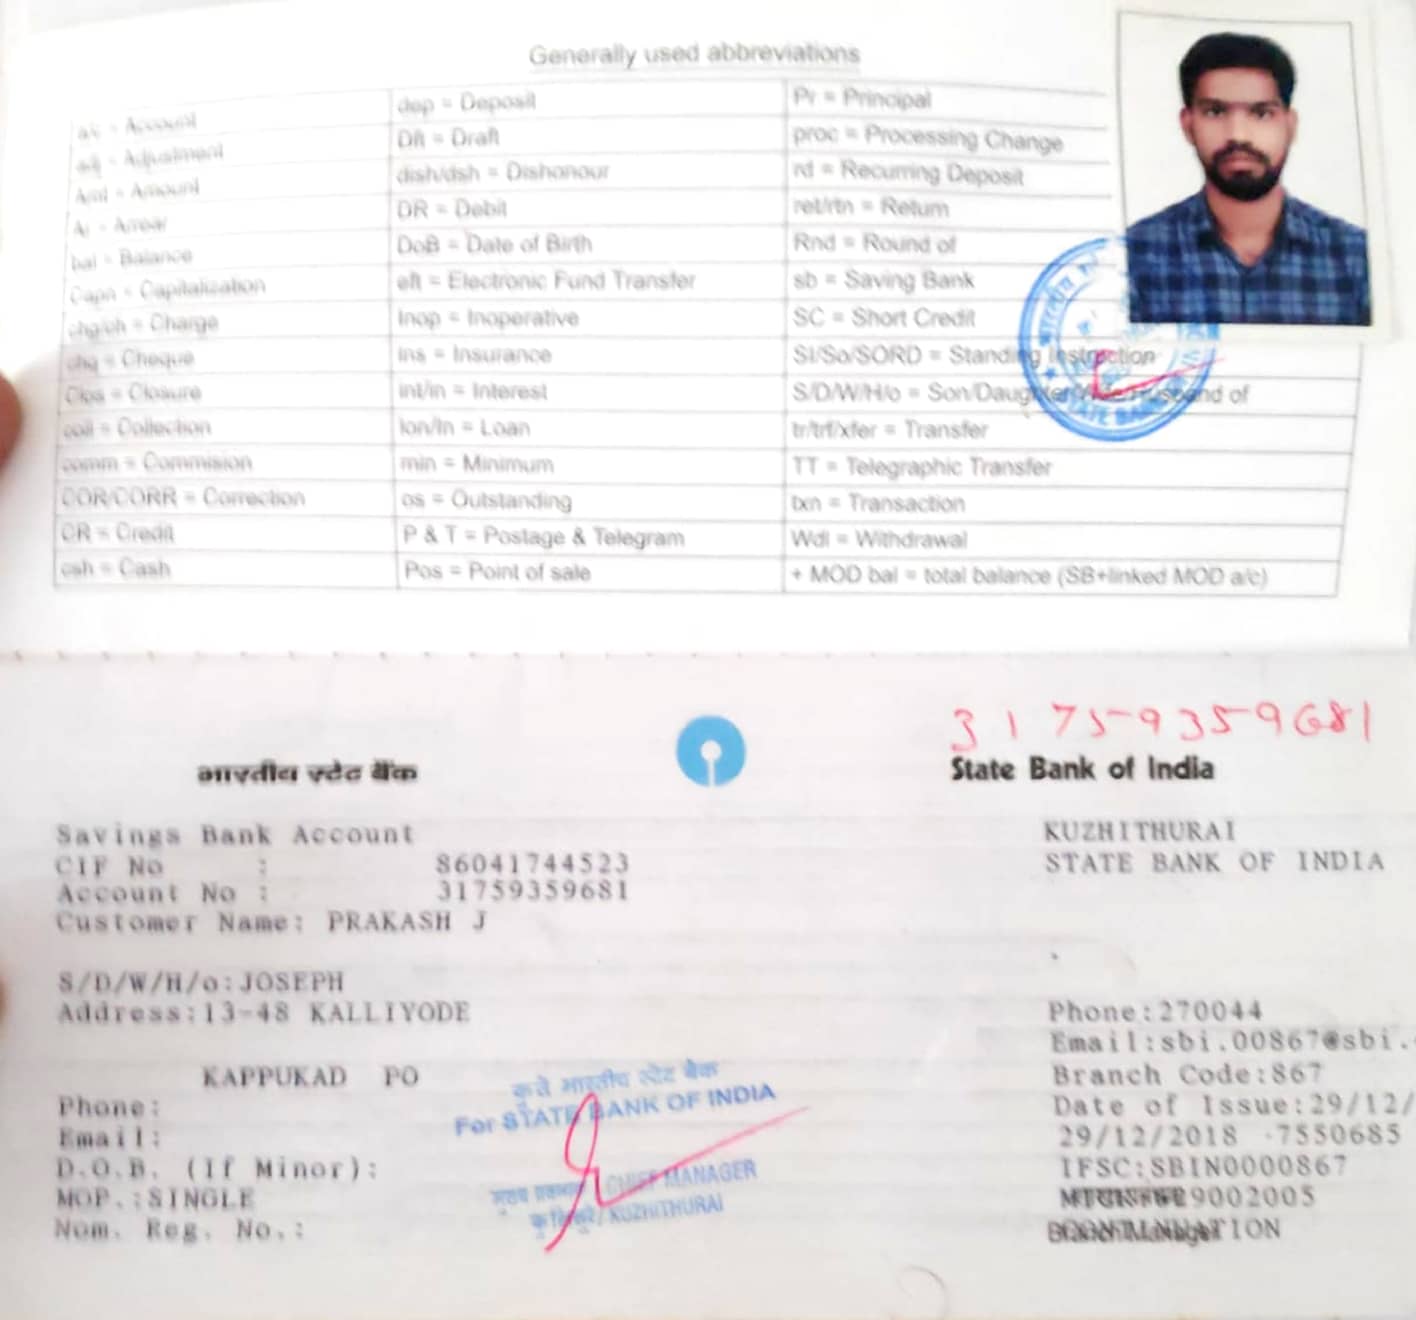 Generally used abbreviations
a/c = Account
adj = Adjustment
Amt = Amount
Ar = Arrear
bal = Balance
Capn = Capitalization
chg/ch = Charge
chq = Cheque
Clos = Closure
coll = Collection
comm = Commision
COR/CORR = Correction
CR = Credit
csh = Cash
dep = Deposit
Dft = Draft
dish/dsh = Dishonour
DR = Debit
DoB = Date of Birth
eft = Electronic Fund Transfer
Inop = Inoperative
Ins = Insurance
int/in = Interest
lon/ln = Loan
min = Minimum
os = Outstanding
P & T = Postage & Telegram
Pos = Point of sale
Pr = Principal
proc = Processing Change
rd = Recurring Deposit
ret/rtn = Return
Rnd = Round of
sb = Saving Bank
SC = Short Credit
SI/So/SORD = Standing Instruction
S/D/W/H/o = Son/Daughter/ Husband of
tr/trf/xfer = Transfer
TT = Telegraphic Transfer
txn = Transaction
Wdl = Withdrawal
+ MOD bal = total balance (SB+linked MOD a/c)
भारतीय
STATE BANK
31759359681
भारतीय स्टेट बैंक
State Bank of India
Savings Bank Account
CIF No : 86041744523
Account No : 31759359681
Customer Name: PRAKASH J
S/D/W/H/o:JOSEPH
Address:13-48 KALLIYODE
KAPPUKAD PO
Phone:
Email:
D.O.B. (If Minor):
MOP.:SINGLE
Nom. Reg. No.:
कृते भारतीय स्टेट बैंक
For STATE BANK OF INDIA
मुख्य प्रबन्धक / CHIEF MANAGER
/ KUZHITHURAI
KUZHITHURAI
STATE BANK OF INDIA
Phone:270044
Email:sbi.00867@sbi.
Branch Code:867
Date of Issue:29/12/
29/12/2018 -7550685
IFSC:SBIN0000867
9002005
CONTINUATION